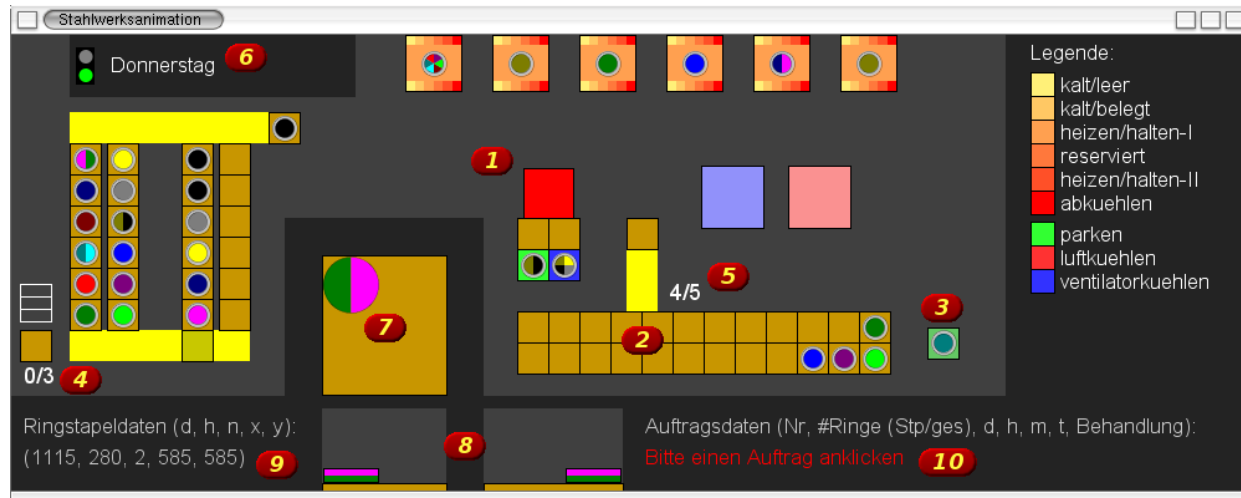 Stahlwerksanimation
Donnerstag 6
Legende:
kalt/leer
kalt/belegt
heizen/halten-I
reserviert
heizen/halten-II
abkuehlen
parken
luftkuehlen
ventilatorkuehlen
1
5
4/5
3
7
2
0/3 4
Ringstapeldaten (d, h, n, x, y):
(1115, 280, 2, 585, 585) 9
8
Auftragsdaten (Nr, #Ringe (Stp/ges), d, h, m, t, Behandlung):
Bitte einen Auftrag anklicken 10